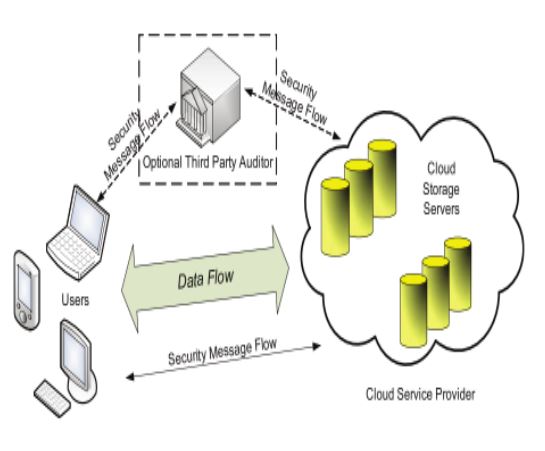 Security
Message Flow
Security
Message Flow
Optional Third Party Auditor
Cloud
Storage
Servers
Users
Data Flow
Security Message Flow
Cloud Service Provider